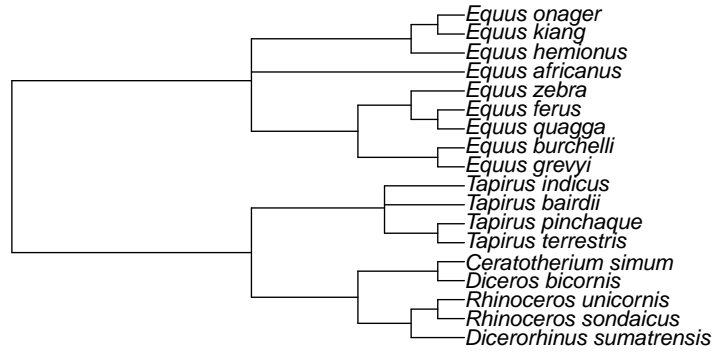 Equus onager
Equus kiang
Equus hemionus
Equus africanus
Equus zebra
Equus ferus
Equus quagga
Equus burchelli
Equus grevyi
Tapirus indicus
Tapirus bairdii
Tapirus pinchaque
Tapirus terrestris
Ceratotherium simum
Diceros bicornis
Rhinoceros unicornis
Rhinoceros sondaicus
Dicerorhinus sumatrensis